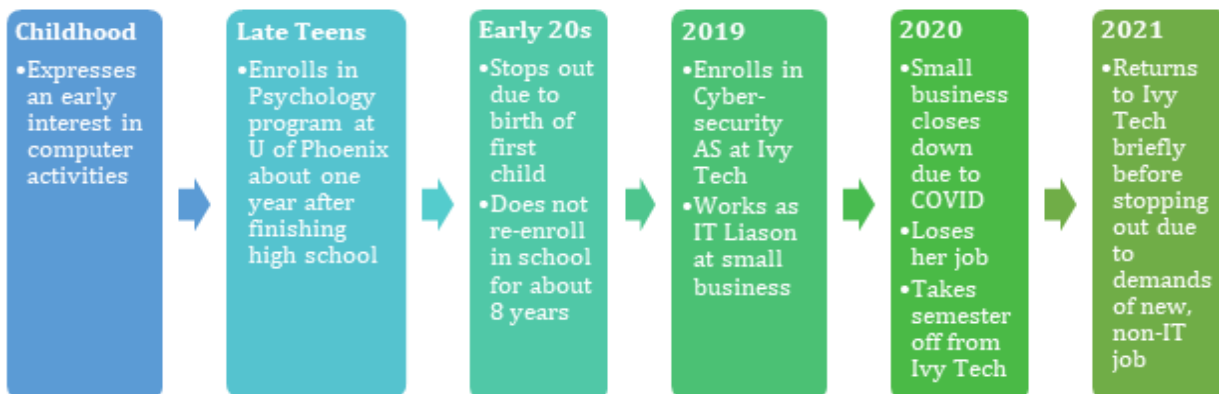 Childhood
•Expresses
an early
interest in
computer
activities
Late Teens
•Enrolls in
Psychology
program at
U of Phoenix
about one
year after
finishing
high school
Early 20s
•Stops out
due to
birth of
first
child
•Does not
re-enroll
in school
for about
8 years
2019
•Enrolls in
Cyber-
security
AS at Ivy
Tech
•Works as
IT Liason
at small
business
2020
•Small
business
closes
down
due to
COVID
•Loses
her job
•Takes
semester
off from
Ivy Tech
2021
•Returns
to Ivy
Tech
briefly
before
stopping
out due
to
demands
of new,
non-IT
job